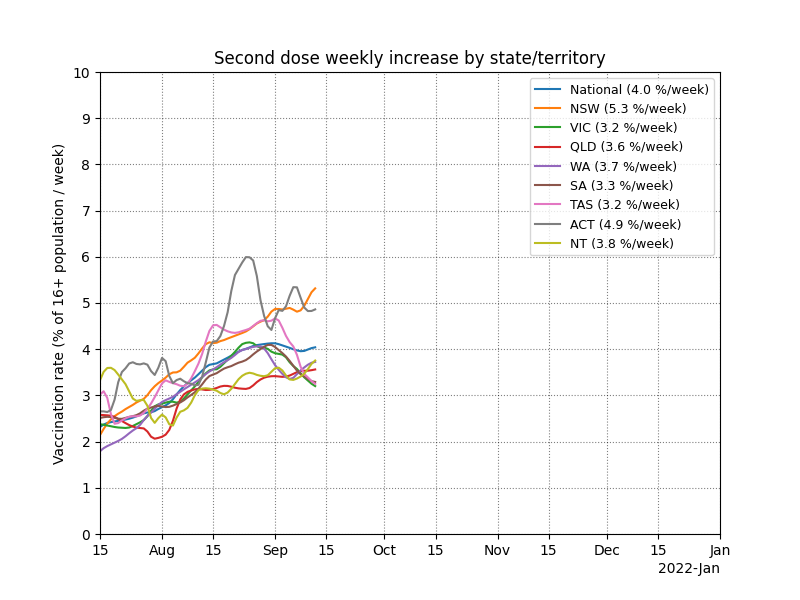 Second dose weekly increase by state/territory
Vaccination rate (% of 16+ population / week)
10
9
8
7
6
5
4
3
2
1
0
National (4.0 %/week)
NSW (5.3 %/week)
VIC (3.2 %/week)
QLD (3.6 %/week)
WA (3.7 %/week)
SA (3.3 %/week)
TAS (3.2 %/week)
ACT (4.9 %/week)
NT (3.8 %/week)
15 Aug 15 Sep 15 Oct 15 Nov 15 Dec 15 Jan
2022-Jan